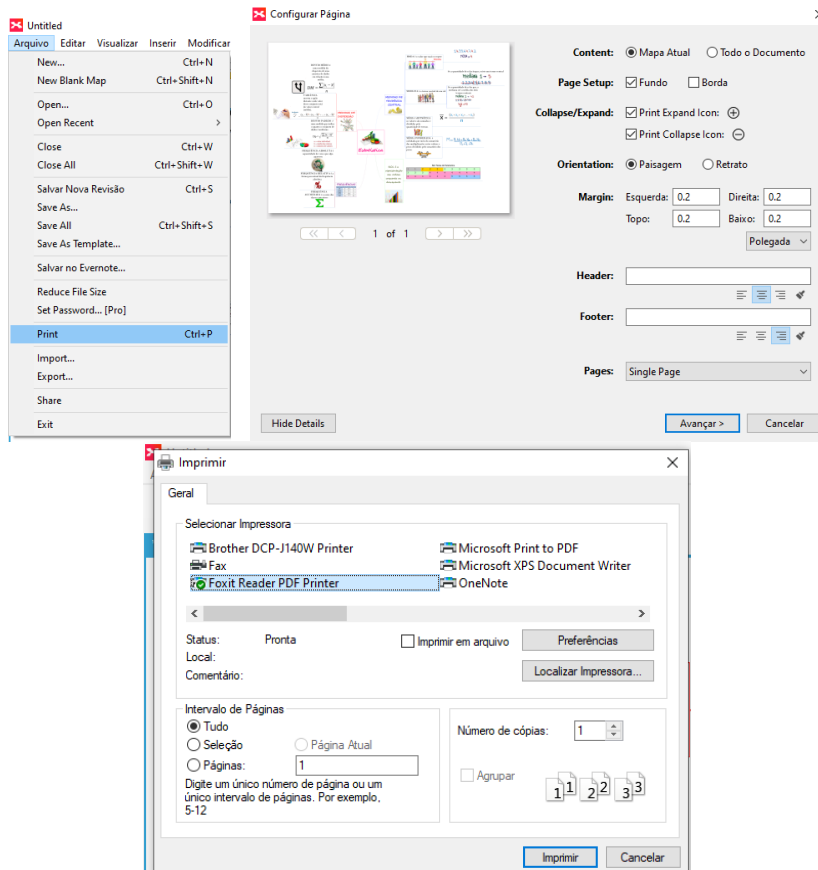 Untitled
Arquivo Editar Visualizar Inserir Modificar
New... Ctrl+N
New Blank Map Ctrl+Shift+N
Open... Ctrl+O
Open Recent
Close Ctrl+W
Close All Ctrl+Shift+W
Salvar Nova Revisão Ctrl+S
Save As...
Save All Ctrl+Shift+S
Save As Template...
Salvar no Evernote...
Reduce File Size
Set Password... [Pro]
Print Ctrl+P
Import...
Export...
Share
Exit
Configurar Página
1 of 1
Content: Mapa Atual Todo o Documento
Page Setup: Fundo Borda
Collapse/Expand: Print Expand Icon:
Print Collapse Icon:
Orientation: Paisagem Retrato
Margin: Esquerda: 0.2 Direita: 0.2
Topo: 0.2 Baixo: 0.2
Polegada
Header:
Footer:
Pages: Single Page
Hide Details Avançar > Cancelar
Imprimir
Geral
Selecionar Impressora
Brother DCP-J140W Printer Microsoft Print to PDF
Fax Microsoft XPS Document Writer
Foxit Reader PDF Printer OneNote
Status: Pronta Imprimir em arquivo Preferências
Local:
Comentário: Localizar Impressora...
Intervalo de Páginas
Tudo
Seleção Página Atual
Páginas: 1
Digite um único número de página ou um
único intervalo de páginas. Por exemplo,
5-12
Número de cópias: 1
Agrupar 1 1 2 2 3 3
Imprimir Cancelar